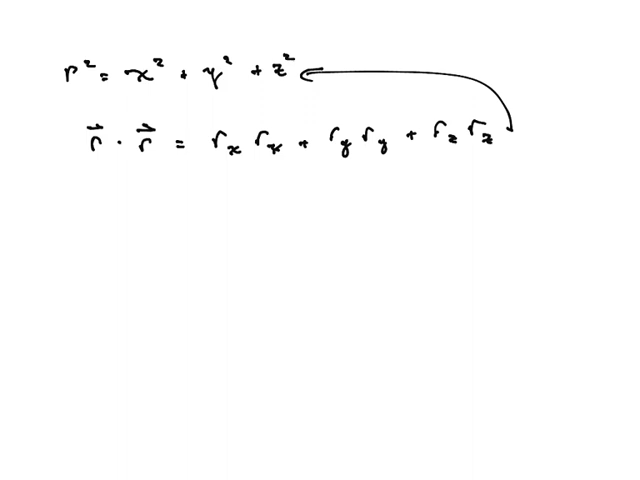 r² = x² + y² + z²
r⃗ · r⃗ = rₓ rₓ + r_y r_y + r_z r_z